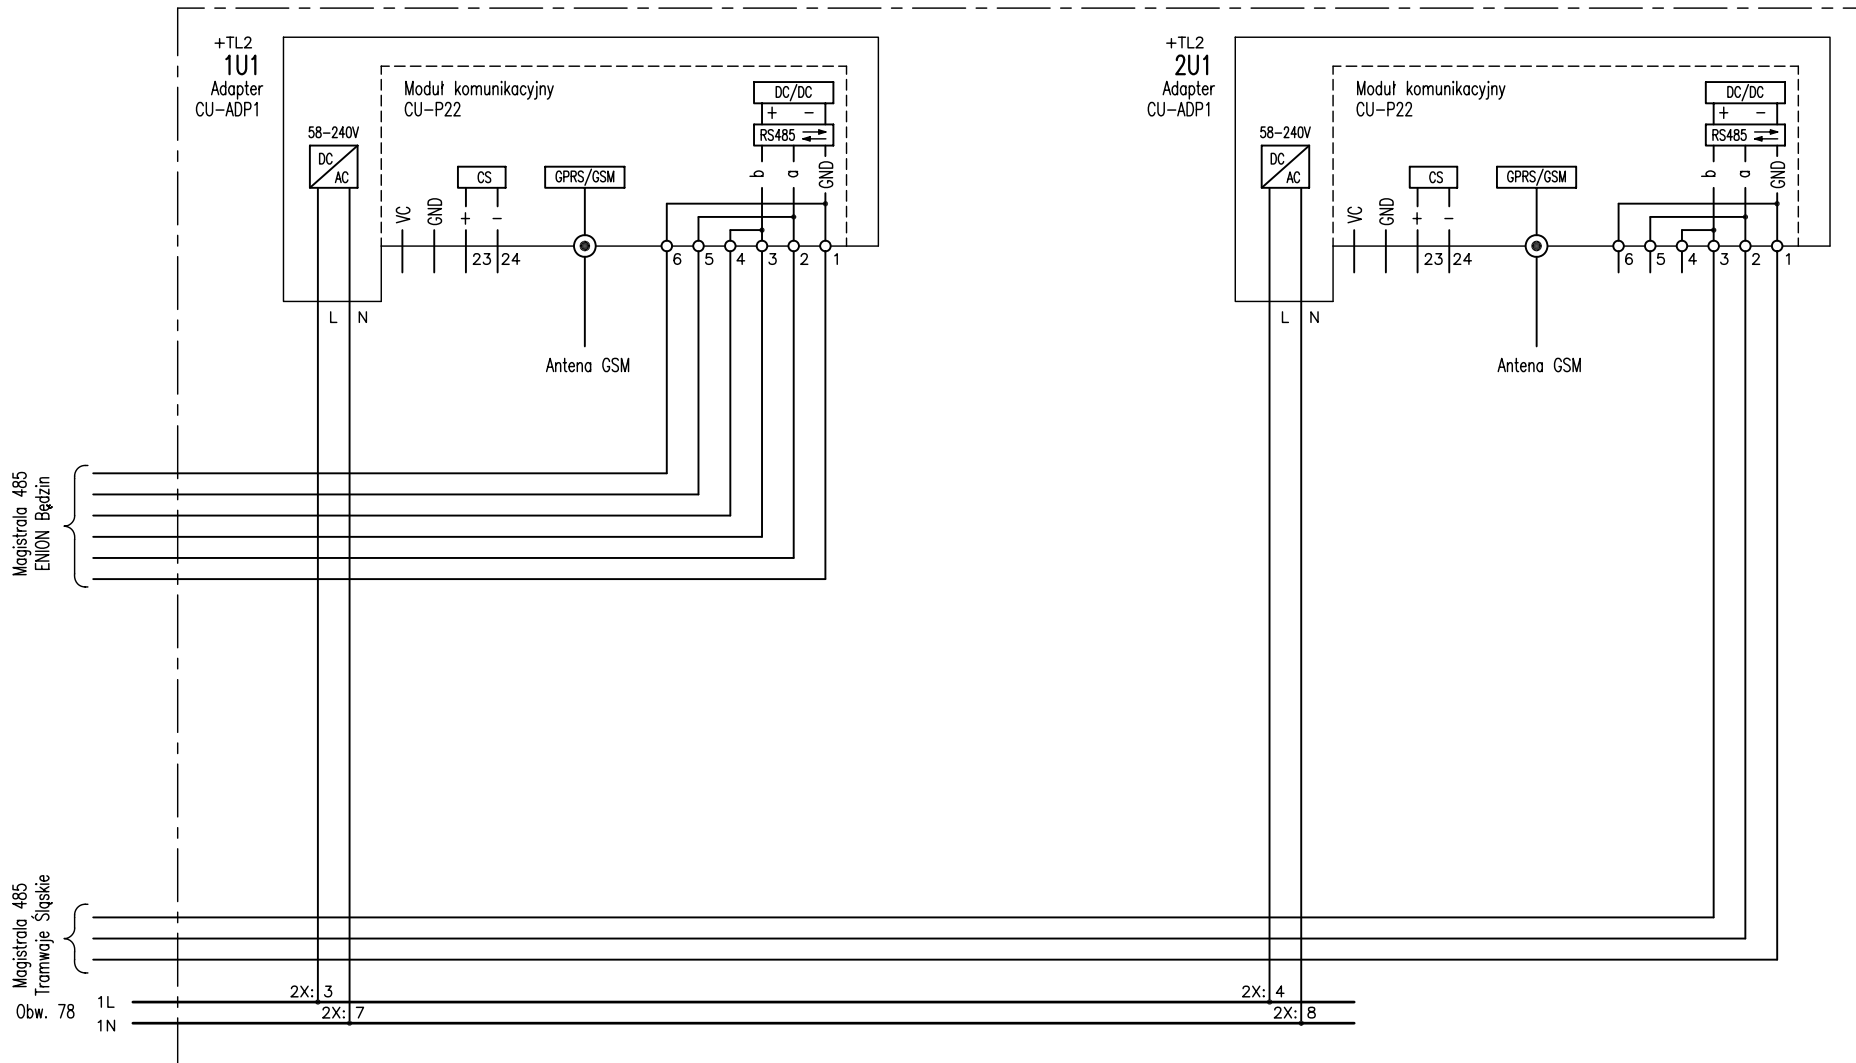 +TL2
1U1
Adapter
CU-ADP1
58-240V
DC
AC
Moduł komunikacyjny
CU-P22
DC/DC
+ -
RS485
b a GND
CS
GPRS/GSM
VC GND + -
23 24
6 5 4 3 2 1
L N
Antena GSM
+TL2
2U1
Adapter
CU-ADP1
58-240V
DC
AC
Moduł komunikacyjny
CU-P22
DC/DC
+ -
RS485
b a GND
CS
GPRS/GSM
VC GND + -
23 24
6 5 4 3 2 1
L N
Antena GSM
Magistrala 485
ENION Będzin
Magistrala 485
Tramwaje Śląskie
Obw. 78
1L
1N
2X: 3
2X: 7
2X: 4
2X: 8